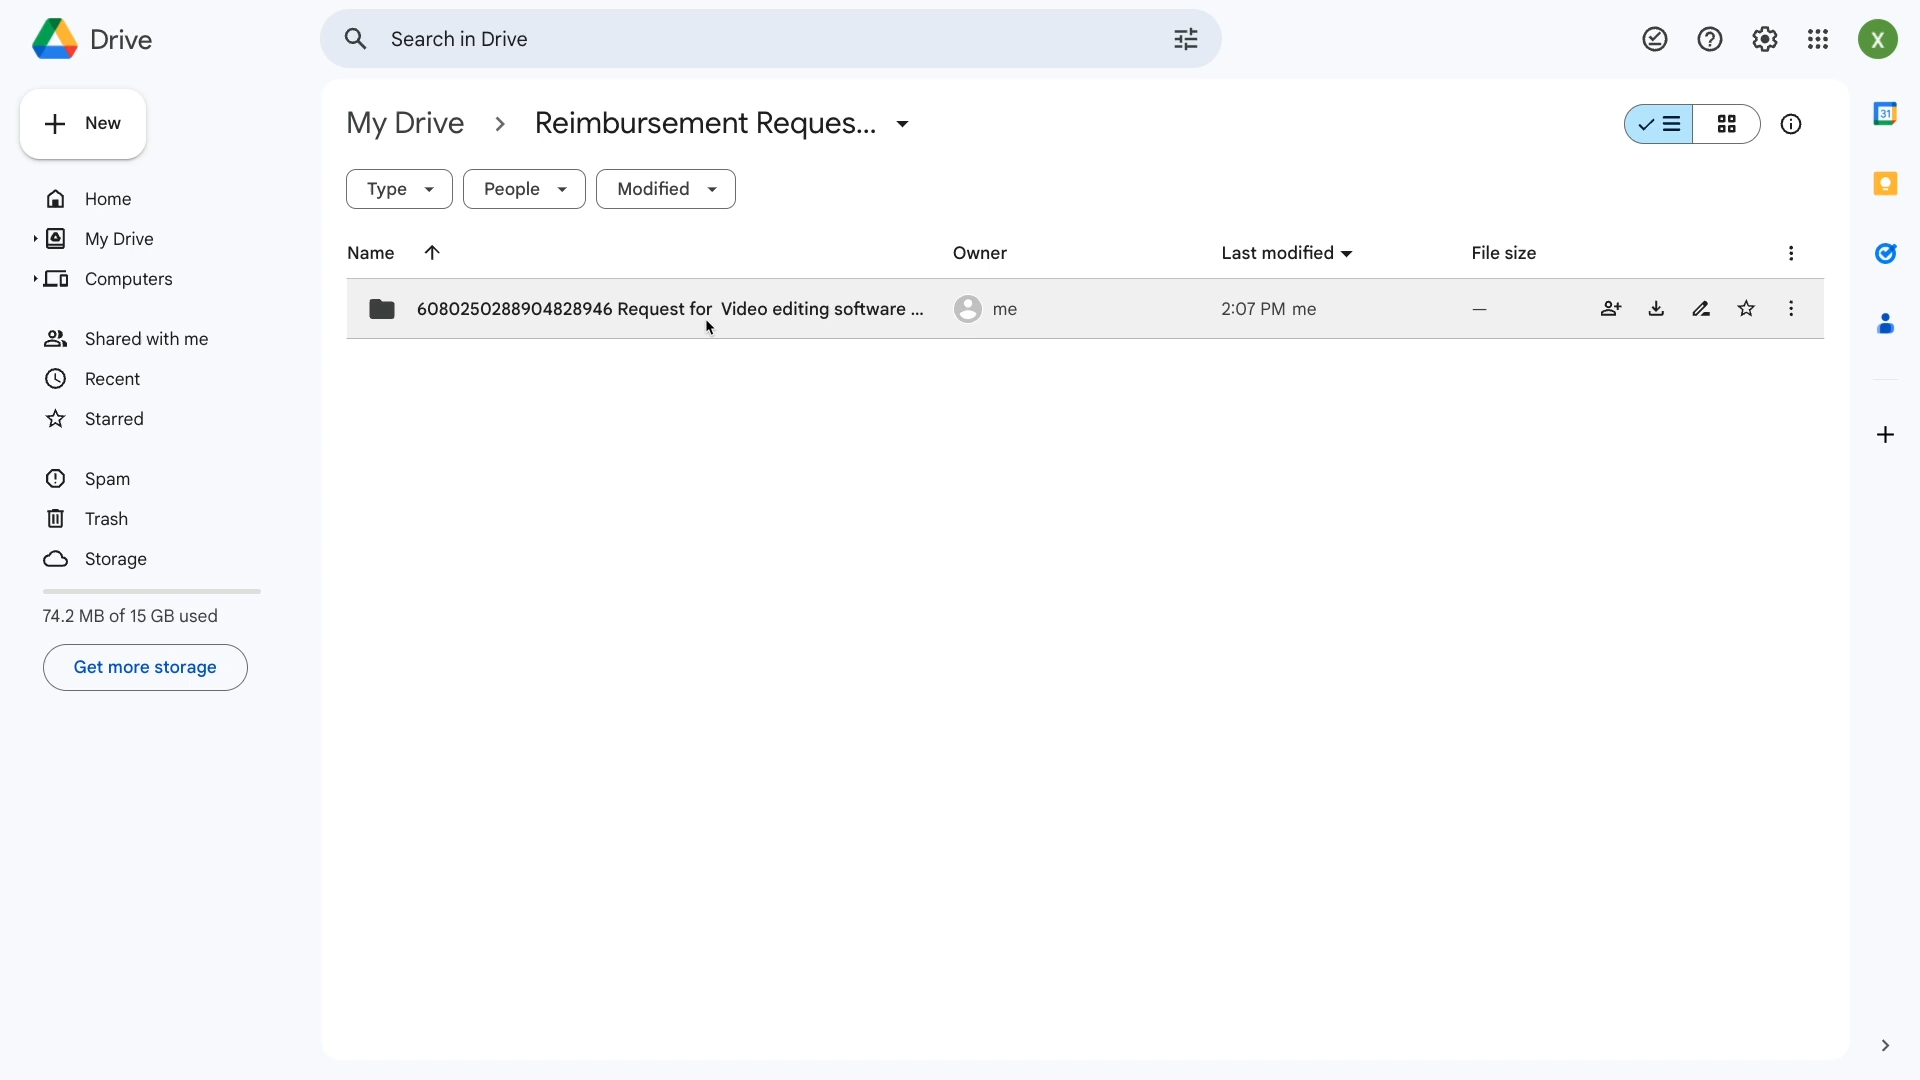 Drive
Search in Drive
X
New
My Drive
Reimbursement Reques...
31
Home
My Drive
Computers
Shared with me
Recent
Starred
Spam
Trash
Storage
74.2 MB of 15 GB used
Get more storage
Type
People
Modified
Name
Owner
Last modified
File size
6080250288904828946 Request for Video editing software ...
me
2:07 PM me
—